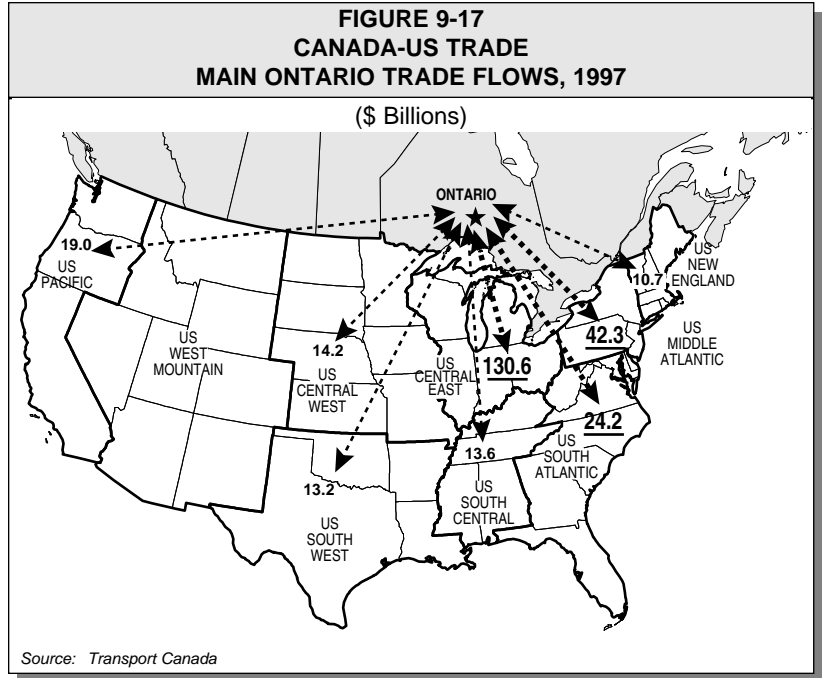 FIGURE 9-17
CANADA-US TRADE
MAIN ONTARIO TRADE FLOWS, 1997
($ Billions)
ONTARIO
19.0
US
PACIFIC
10.7
US
NEW
ENGLAND
US
WEST
MOUNTAIN
14.2
US
CENTRAL
WEST
US
CENTRAL
EAST
130.6
42.3
US
MIDDLE
ATLANTIC
24.2
US
SOUTH
ATLANTIC
13.6
US
SOUTH
CENTRAL
13.2
US
SOUTH
WEST
Source: Transport Canada